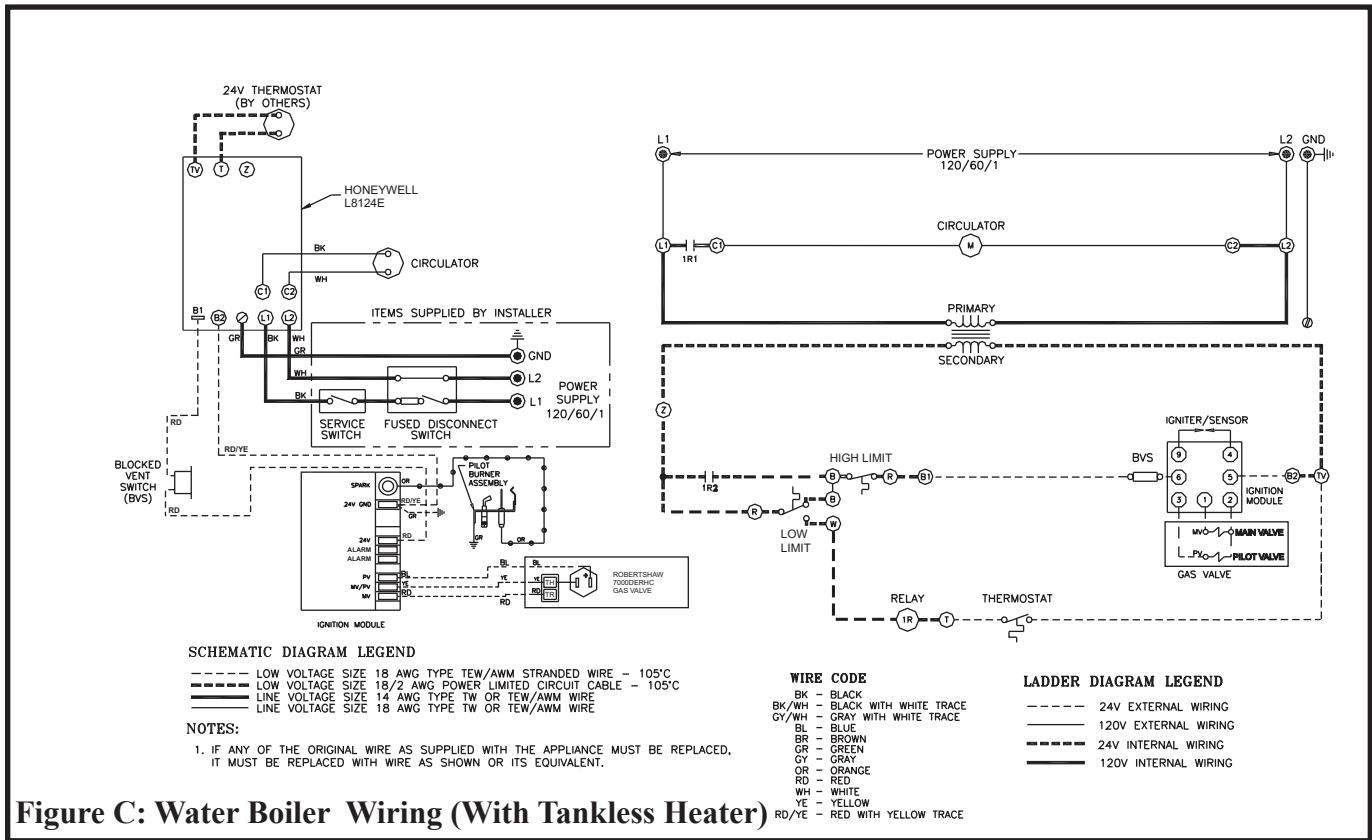 24V THERMOSTAT
(BY OTHERS)
TV T Z
HONEYWELL
L8124E
BK
CIRCULATOR
WH
C1 C2
B1 B2 L1 L2
GR BK WH
ITEMS SUPPLIED BY INSTALLER
GR
GND
WH
L2
BK
L1
POWER
SUPPLY
120/60/1
SERVICE
SWITCH
FUSED DISCONNECT
SWITCH
RD
RD/YE
BLOCKED
VENT
SWITCH
(BVS)
RD
PILOT
BURNER
ASSEMBLY
SPARK
OR
24V GND
RD/YE
GR
GR
OR
24V
RD
ALARM
ALARM
PV
BL
MV/PV
YE
MV
RD
BL BL
YE YE TH
RD RD TR
ROBERTSHAW
7000DERHC
GAS VALVE
IGNITION MODULE
L1
POWER SUPPLY
120/60/1
L2 GND
CIRCULATOR
L1 1R1 C1 M C2 L2
PRIMARY
SECONDARY
Z
IGNITER/SENSOR
9 4
6 5
3 1 2
IGNITION
MODULE
B2 TV
BVS
HIGH LIMIT
1R2 B R B1
B
R
W
LOW
LIMIT
MV MAIN VALVE
PV PILOT VALVE
GAS VALVE
RELAY
1R T
THERMOSTAT
SCHEMATIC DIAGRAM LEGEND
LOW VOLTAGE SIZE 18 AWG TYPE TEW/AWM STRANDED WIRE – 105°C
LOW VOLTAGE SIZE 18/2 AWG POWER LIMITED CIRCUIT CABLE – 105°C
LINE VOLTAGE SIZE 14 AWG TYPE TW OR TEW/AWM WIRE
LINE VOLTAGE SIZE 18 AWG TYPE TW OR TEW/AWM WIRE
NOTES:
1. IF ANY OF THE ORIGINAL WIRE AS SUPPLIED WITH THE APPLIANCE MUST BE REPLACED,
IT MUST BE REPLACED WITH WIRE AS SHOWN OR ITS EQUIVALENT.
WIRE CODE
BK – BLACK
BK/WH – BLACK WITH WHITE TRACE
GY/WH – GRAY WITH WHITE TRACE
BL – BLUE
BR – BROWN
GR – GREEN
GY – GRAY
OR – ORANGE
RD – RED
WH – WHITE
YE – YELLOW
RD/YE – RED WITH YELLOW TRACE
LADDER DIAGRAM LEGEND
24V EXTERNAL WIRING
120V EXTERNAL WIRING
24V INTERNAL WIRING
120V INTERNAL WIRING
Figure C: Water Boiler Wiring (With Tankless Heater)